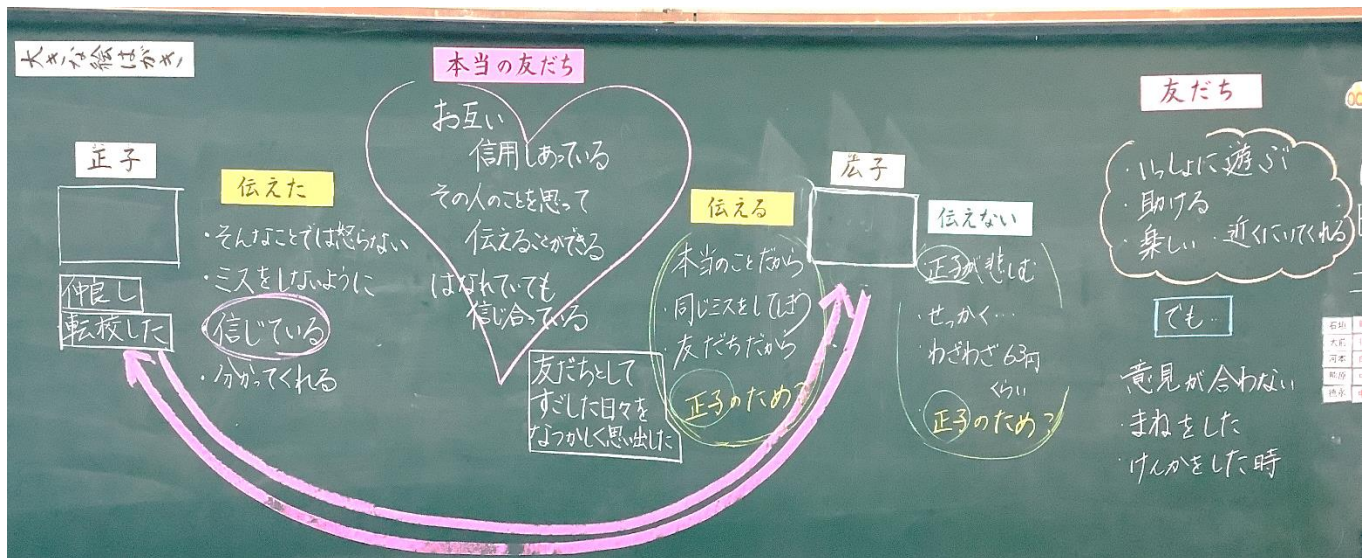 大きな絵はがき
友だち
・いっしょに遊ぶ
・助ける
・楽しい ・近くにいてくれる
でも…
意見が合わない
・まねをした
・けんかをした時
広子
伝えない
正子が悲しむ
・せっかく…
・わざわざ63円
くらい
・正子のため?
伝える
本当のことだから
・同じミスをしてしまう
・友だちだから
正子のため?
本当の友だち
お互い
信用しあっている
その人のことを思って
伝えることができる
はなれていても
信じ合っている
友だちとして
すごした日々を
なつかしく思い出した
正子
仲良し
転校した
伝えた
・そんなことでは怒らない
・ミスをしないように
・信じている
・分かってくれる